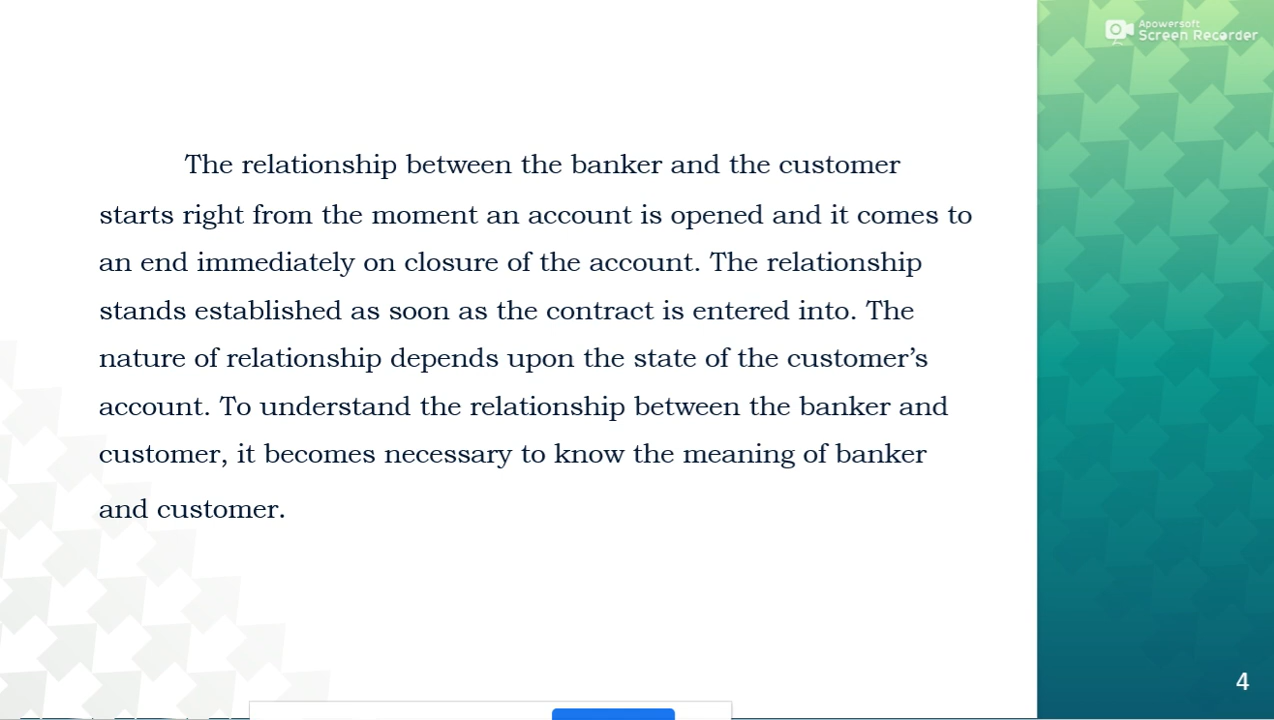 Apowersoft
Screen Recorder
The relationship between the banker and the customer
starts right from the moment an account is opened and it comes to
an end immediately on closure of the account. The relationship
stands established as soon as the contract is entered into. The
nature of relationship depends upon the state of the customer’s
account. To understand the relationship between the banker and
customer, it becomes necessary to know the meaning of banker
and customer.
4